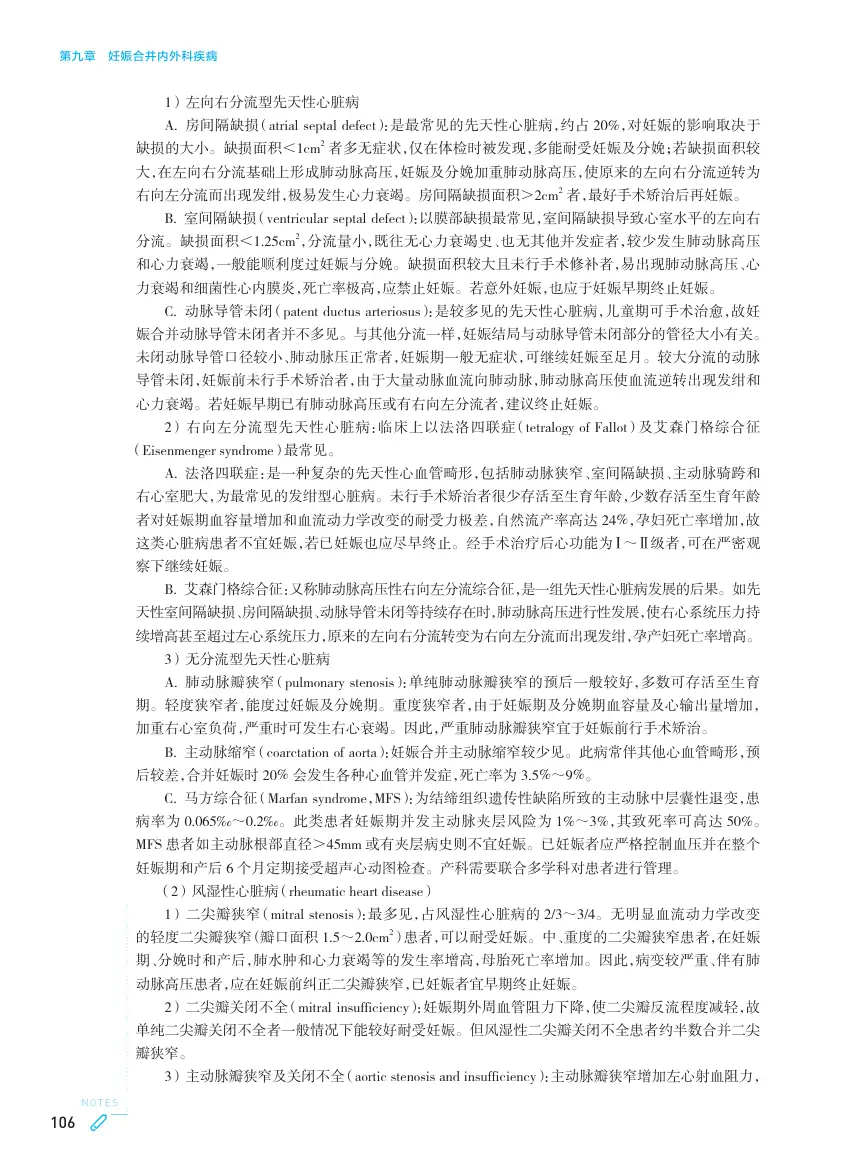 第九章　妊娠合并内外科疾病
1）左向右分流型先天性心脏病
A. 房间隔缺损（atrial septal defect）：是最常见的先天性心脏病，约占 20%，对妊娠的影响取决于
缺损的大小。缺损面积＜1cm² 者多无症状，仅在体检时被发现，多能耐受妊娠及分娩；若缺损面积较
大，在左向右分流基础上形成肺动脉高压，妊娠及分娩加重肺动脉高压，使原来的左向右分流逆转为
右向左分流而出现发绀，极易发生心力衰竭。房间隔缺损面积＞2cm² 者，最好手术矫治后再妊娠。
B. 室间隔缺损（ventricular septal defect）：以膜部缺损最常见，室间隔缺损导致心室水平的左向右
分流。缺损面积＜1.25cm²，分流量小，既往无心力衰竭史、也无其他并发症者，较少发生肺动脉高压
和心力衰竭，一般能顺利度过妊娠与分娩。缺损面积较大且未行手术修补者，易出现肺动脉高压、心
力衰竭和细菌性心内膜炎，死亡率极高，应禁止妊娠。若意外妊娠，也应于妊娠早期终止妊娠。
C. 动脉导管未闭（patent ductus arteriosus）：是较多见的先天性心脏病，儿童期可手术治愈，故妊
娠合并动脉导管未闭者并不多见。与其他分流一样，妊娠结局与动脉导管未闭部分的管径大小有关。
未闭动脉导管口径较小、肺动脉压正常者，妊娠期一般无症状，可继续妊娠至足月。较大分流的动脉
导管未闭，妊娠前未行手术矫治者，由于大量动脉血流向肺动脉，肺动脉高压使血流逆转出现发绀和
心力衰竭。若妊娠早期已有肺动脉高压或有右向左分流者，建议终止妊娠。
2）右向左分流型先天性心脏病：临床上以法洛四联症（tetralogy of Fallot）及艾森门格综合征
（Eisenmenger syndrome）最常见。
A. 法洛四联症：是一种复杂的先天性心血管畸形，包括肺动脉狭窄、室间隔缺损、主动脉骑跨和
右心室肥大，为最常见的发绀型心脏病。未行手术矫治者很少存活至生育年龄，少数存活至生育年龄
者对妊娠期血容量增加和血流动力学改变的耐受力极差，自然流产率高达 24%，孕妇死亡率增加，故
这类心脏病患者不宜妊娠，若已妊娠也应尽早终止。经手术治疗后心功能为Ⅰ～Ⅱ级者，可在严密观
察下继续妊娠。
B. 艾森门格综合征：又称肺动脉高压性右向左分流综合征，是一组先天性心脏病发展的后果。如先
天性室间隔缺损、房间隔缺损、动脉导管未闭等持续存在时，肺动脉高压进行性发展，使右心系统压力持
续增高甚至超过左心系统压力，原来的左向右分流转变为右向左分流而出现发绀，孕产妇死亡率增高。
3）无分流型先天性心脏病
A. 肺动脉瓣狭窄（pulmonary stenosis）：单纯肺动脉瓣狭窄的预后一般较好，多数可存活至生育
期。轻度狭窄者，能度过妊娠及分娩期。重度狭窄者，由于妊娠期及分娩期血容量及心输出量增加，
加重右心室负荷，严重时可发生右心衰竭。因此，严重肺动脉瓣狭窄宜于妊娠前行手术矫治。
B. 主动脉缩窄（coarctation of aorta）：妊娠合并主动脉缩窄较少见。此病常伴其他心血管畸形，预
后较差，合并妊娠时 20% 会发生各种心血管并发症，死亡率为 3.5%～9%。
C. 马方综合征（Marfan syndrome，MFS）：为结缔组织遗传性缺陷所致的主动脉中层囊性退变，患
病率为 0.065‰～0.2‰。此类患者妊娠期并发主动脉夹层风险为 1%～3%，其致死率可高达 50%。
MFS 患者如主动脉根部直径＞45mm 或有夹层病史则不宜妊娠。已妊娠者应严格控制血压并在整个
妊娠期和产后 6 个月定期接受超声心动图检查。产科需要联合多学科对患者进行管理。
（2）风湿性心脏病（rheumatic heart disease）
1）二尖瓣狭窄（mitral stenosis）：最多见，占风湿性心脏病的 2/3～3/4。无明显血流动力学改变
的轻度二尖瓣狭窄（瓣口面积 1.5～2.0cm²）患者，可以耐受妊娠。中、重度的二尖瓣狭窄患者，在妊娠
期、分娩时和产后，肺水肿和心力衰竭等的发生率增高，母胎死亡率增加。因此，病变较严重、伴有肺
动脉高压患者，应在妊娠前纠正二尖瓣狭窄，已妊娠者宜早期终止妊娠。
2）二尖瓣关闭不全（mitral insufficiency）：妊娠期外周血管阻力下降，使二尖瓣反流程度减轻，故
单纯二尖瓣关闭不全者一般情况下能较好耐受妊娠。但风湿性二尖瓣关闭不全患者约半数合并二尖
瓣狭窄。
3）主动脉瓣狭窄及关闭不全（aortic stenosis and insufficiency）：主动脉瓣狭窄增加左心射血阻力，
NOTES
106